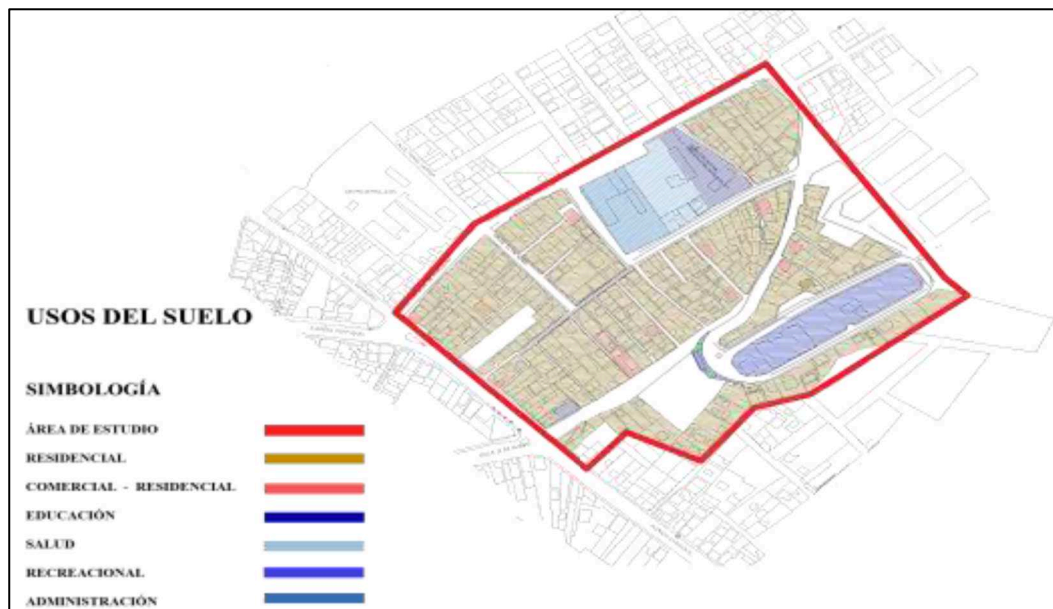 USOS DEL SUELO
SIMBOLOGÍA
ÁREA DE ESTUDIO
RESIDENCIAL
COMERCIAL - RESIDENCIAL
EDUCACIÓN
SALUD
RECREACIONAL
ADMINISTRACIÓN